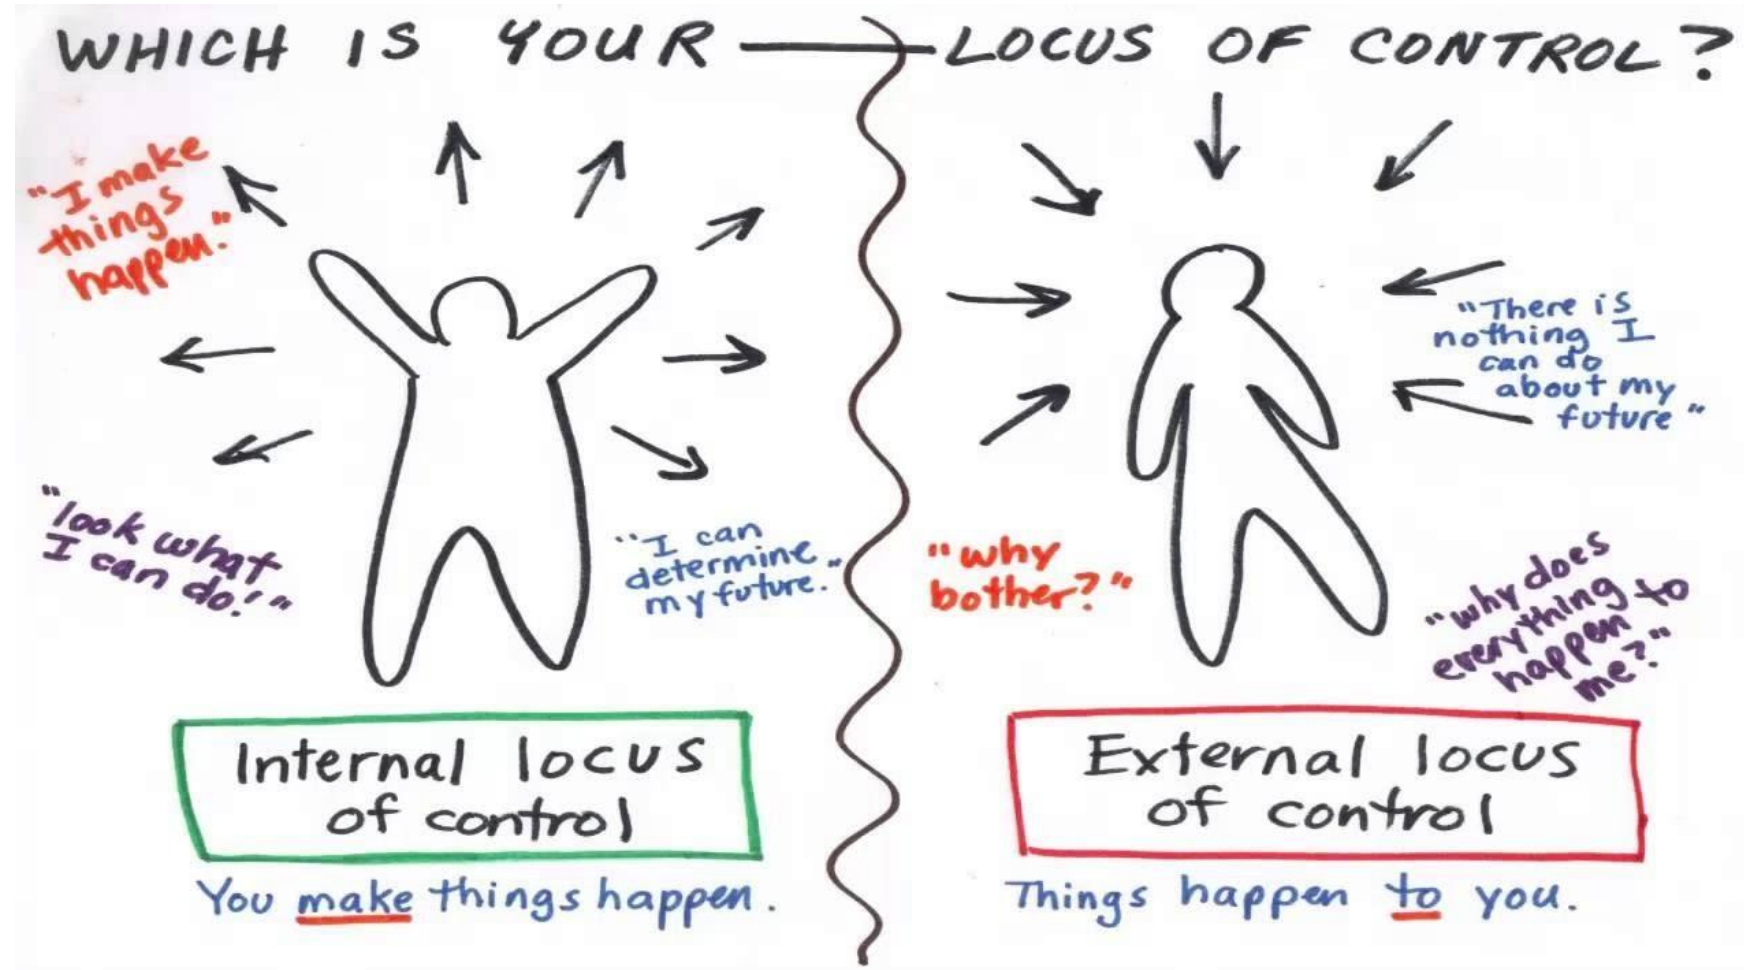 WHICH IS YOUR — LOCUS OF CONTROL?
"I make
things
happen."
"look what
I can do!"
"I can
determine
my future."
Internal locus
of control
You make things happen.
"There is
nothing I
can do
about my
future"
"why
bother?"
"why does
everything
happen to
me?"
External locus
of control
Things happen to you.